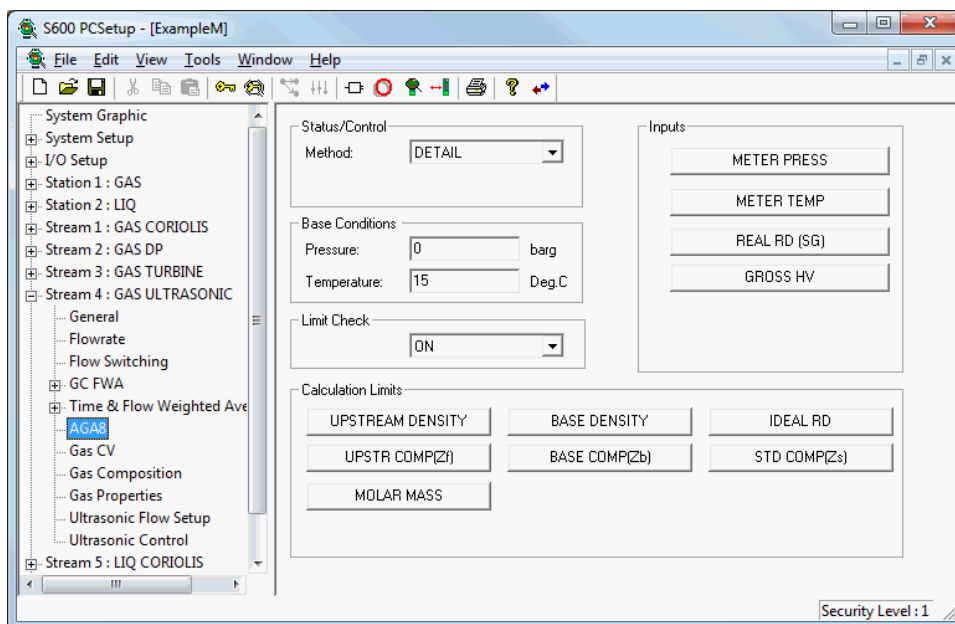 S600 PCSetup - [ExampleM]
File Edit View Tools Window Help
System Graphic
System Setup
I/O Setup
Station 1 : GAS
Station 2 : LIQ
Stream 1 : GAS CORIOLIS
Stream 2 : GAS DP
Stream 3 : GAS TURBINE
Stream 4 : GAS ULTRASONIC
General
Flowrate
Flow Switching
GC FWA
Time & Flow Weighted Ave
AGA8
Gas CV
Gas Composition
Gas Properties
Ultrasonic Flow Setup
Ultrasonic Control
Stream 5 : LIQ CORIOLIS
Status/Control
Method: DETAIL
Base Conditions
Pressure: 0 barg
Temperature: 15 Deg.C
Limit Check
ON
Inputs
METER PRESS
METER TEMP
REAL RD (SG)
GROSS HV
Calculation Limits
UPSTREAM DENSITY BASE DENSITY IDEAL RD
UPSTR COMP(Zf) BASE COMP(Zb) STD COMP(Zs)
MOLAR MASS
Security Level : 1